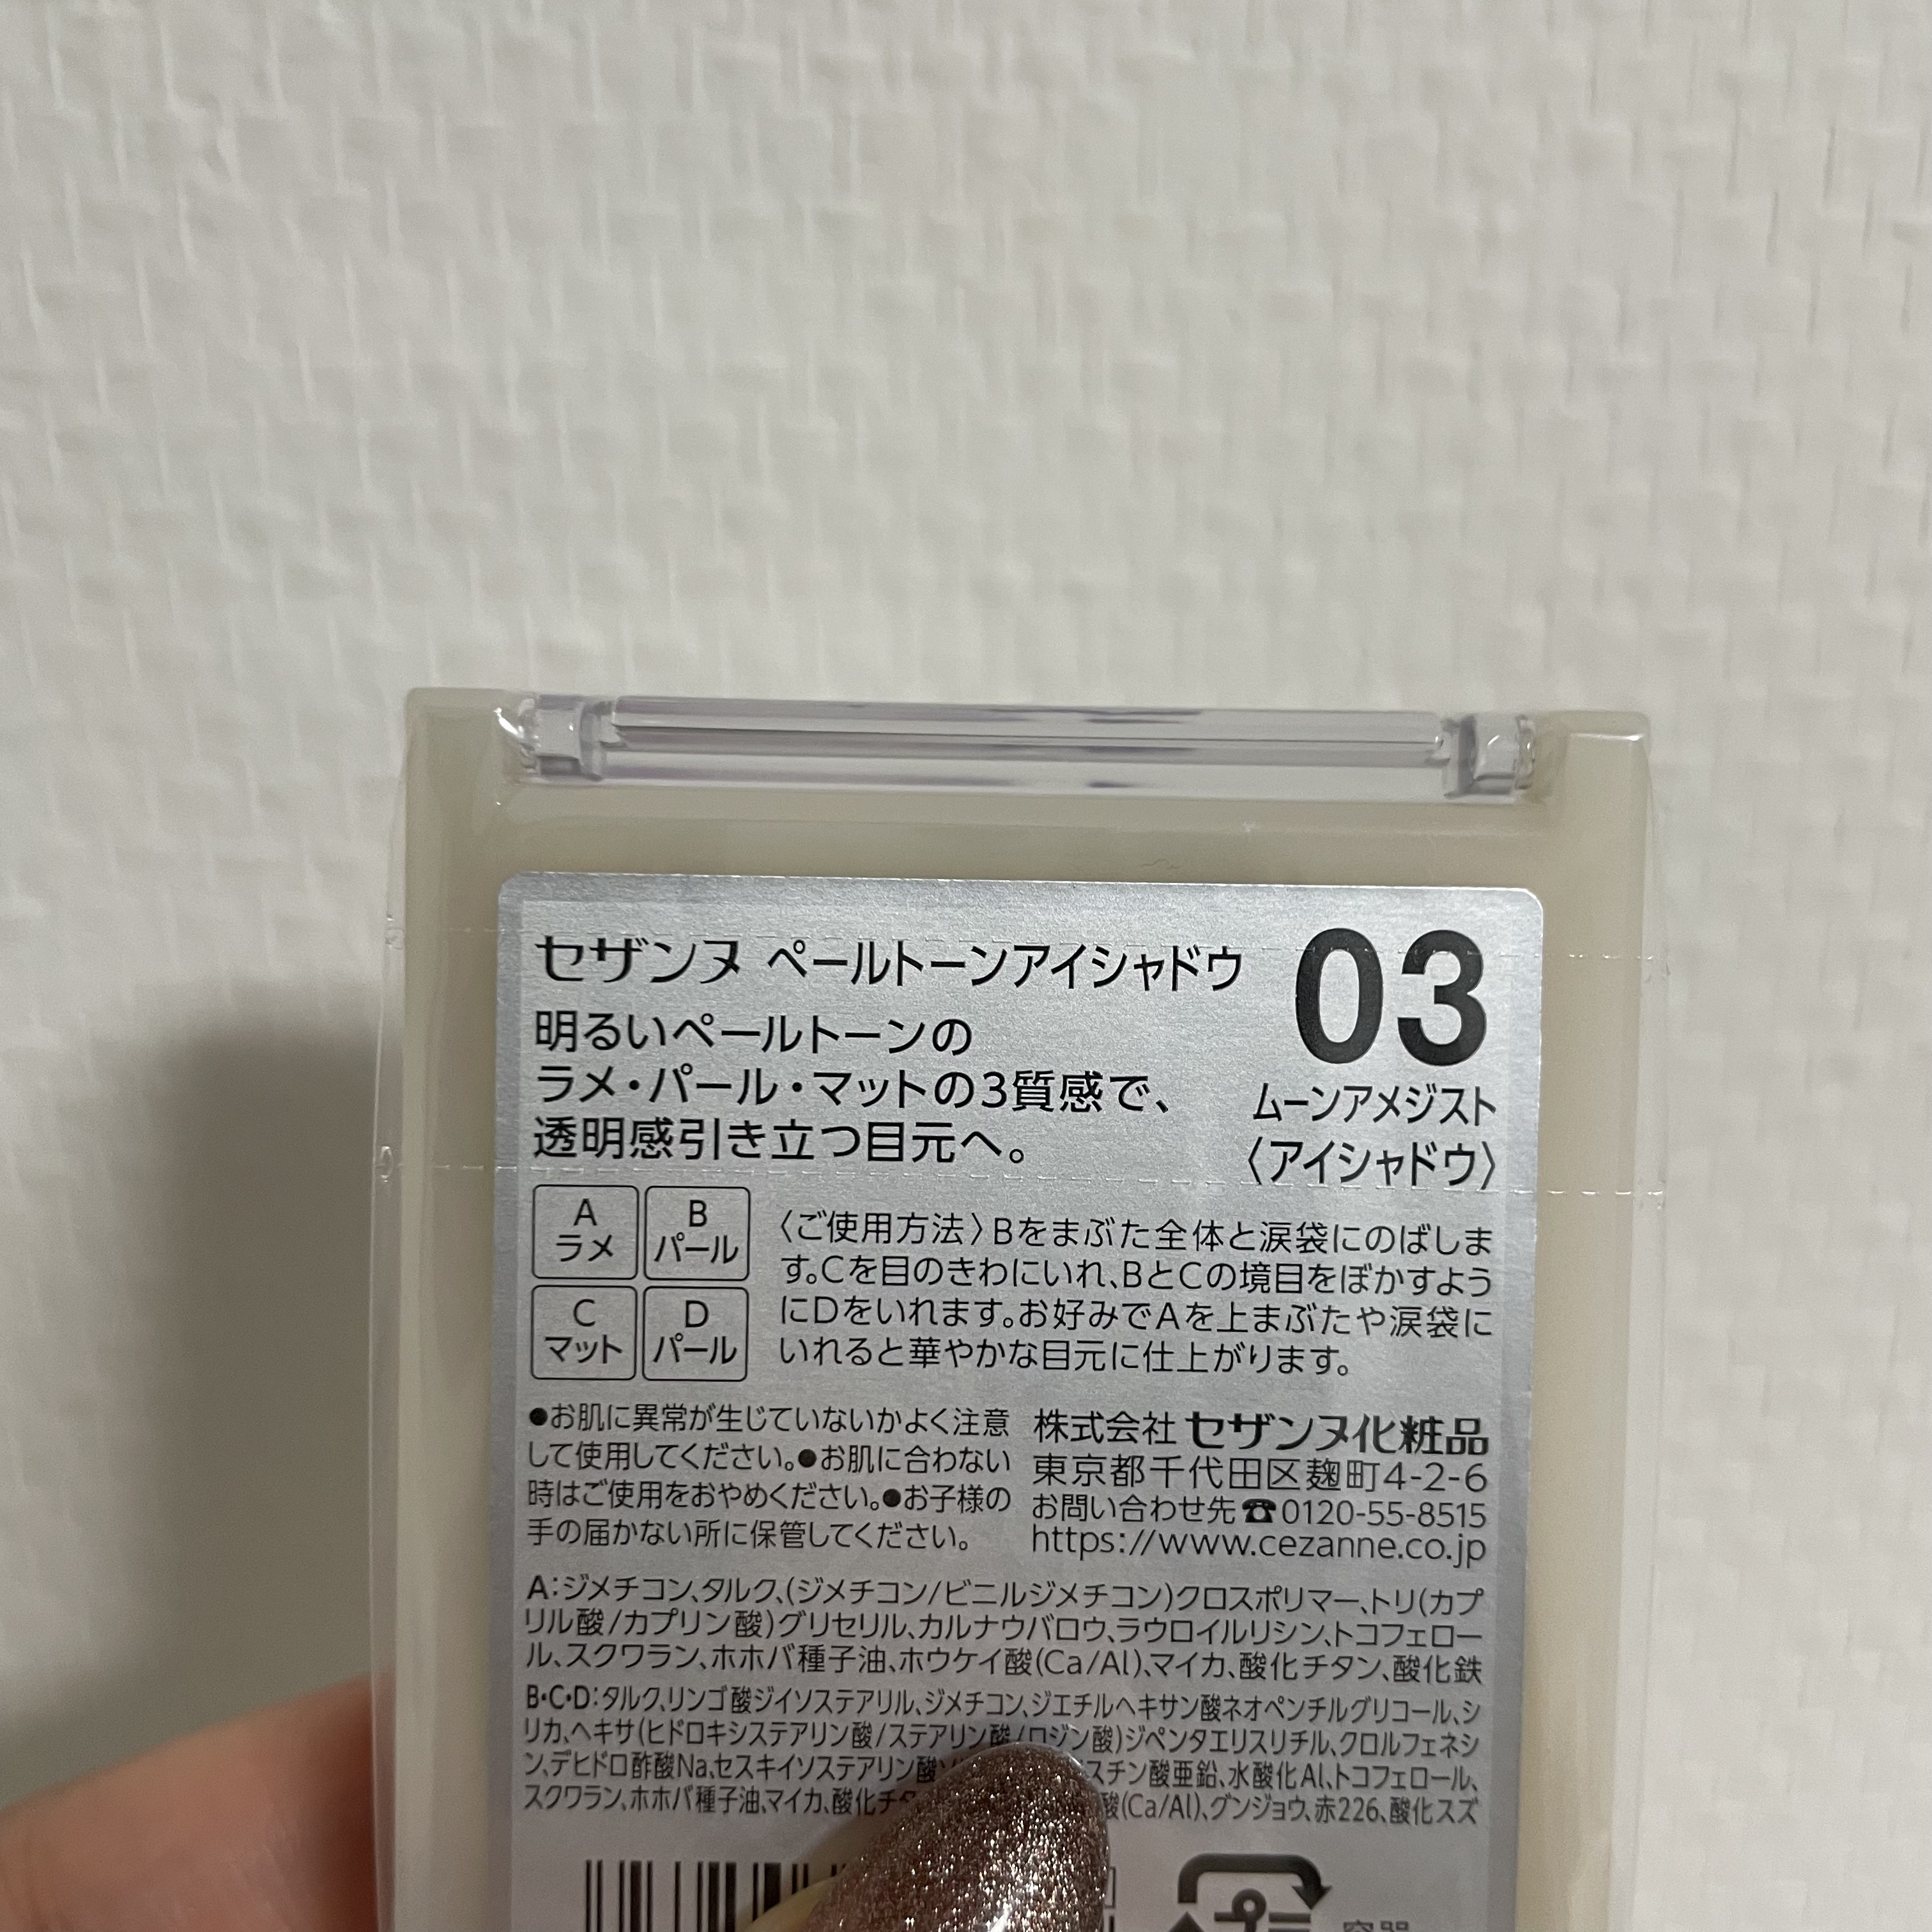 セザンヌ ペールトーンアイシャドウ
03
明るいペールトーンの
ラメ・パール・マットの3質感で、
透明感引き立つ目元へ。
ムーンアメジスト
〈アイシャドウ〉
A
ラメ
B
パール
C
マット
D
パール
〈ご使用方法〉Bをまぶた全体と涙袋にのばしま
す。Cを目のきわにいれ、BとCの境目をぼかすよう
にDをいれます。お好みでAを上まぶたや涙袋に
いれると華やかな目元に仕上がります。
●お肌に異常が生じていないかよく注意
して使用してください。●お肌に合わない
時はご使用をおやめください。●お子様の
手の届かない所に保管してください。
株式会社 セザンヌ化粧品
東京都千代田区麹町4-2-6
お問い合わせ先☎0120-55-8515
https://www.cezanne.co.jp
A:ジメチコン、タルク、(ジメチコン/ビニルジメチコン)クロスポリマー、トリ(カプ
リル酸/カプリン酸)グリセリル、カルナウバロウ、ラウロイルリシン、トコフェロー
ル、スクワラン、ホホバ種子油、ホウケイ酸(Ca/Al)、マイカ、酸化チタン、酸化鉄
B・C・D:タルク、リンゴ酸ジイソステアリル、ジメチコン、ジエチルヘキサン酸ネオペンチルグリコール、シ
リカ、ヘキサ(ヒドロキシステアリン酸/ステアリン酸/ロジン酸)ジペンタエリスリチル、クロルフェネシ
ン、デヒドロ酢酸Na、セスキイソステアリン酸 スチン酸亜鉛、水酸化Al、トコフェロール、
スクワラン、ホホバ種子油、マイカ、酸化チタ 酸(Ca/Al)、グンジョウ、赤226、酸化スズ